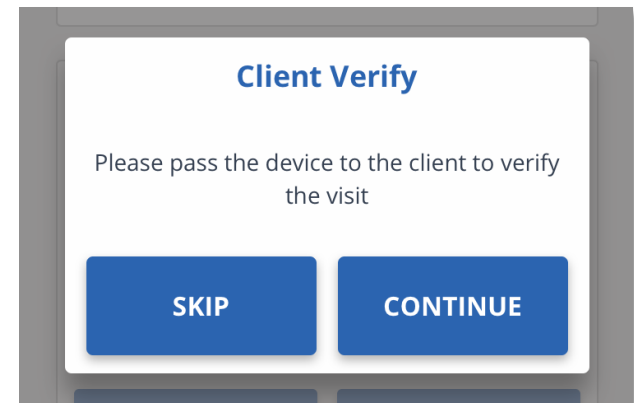 Client Verify
Please pass the device to the client to verify
the visit
SKIP
CONTINUE